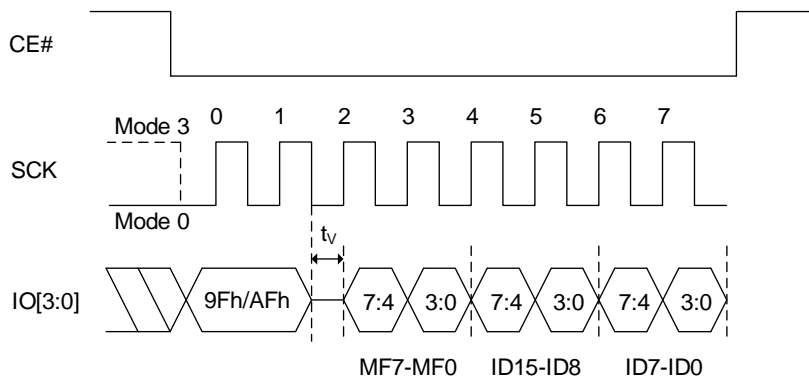 CE#
0 1 2 3 4 5 6 7
Mode 3
SCK
Mode 0
tV
IO[3:0]
9Fh/AFh 7:4 3:0 7:4 3:0 7:4 3:0
MF7-MF0 ID15-ID8 ID7-ID0